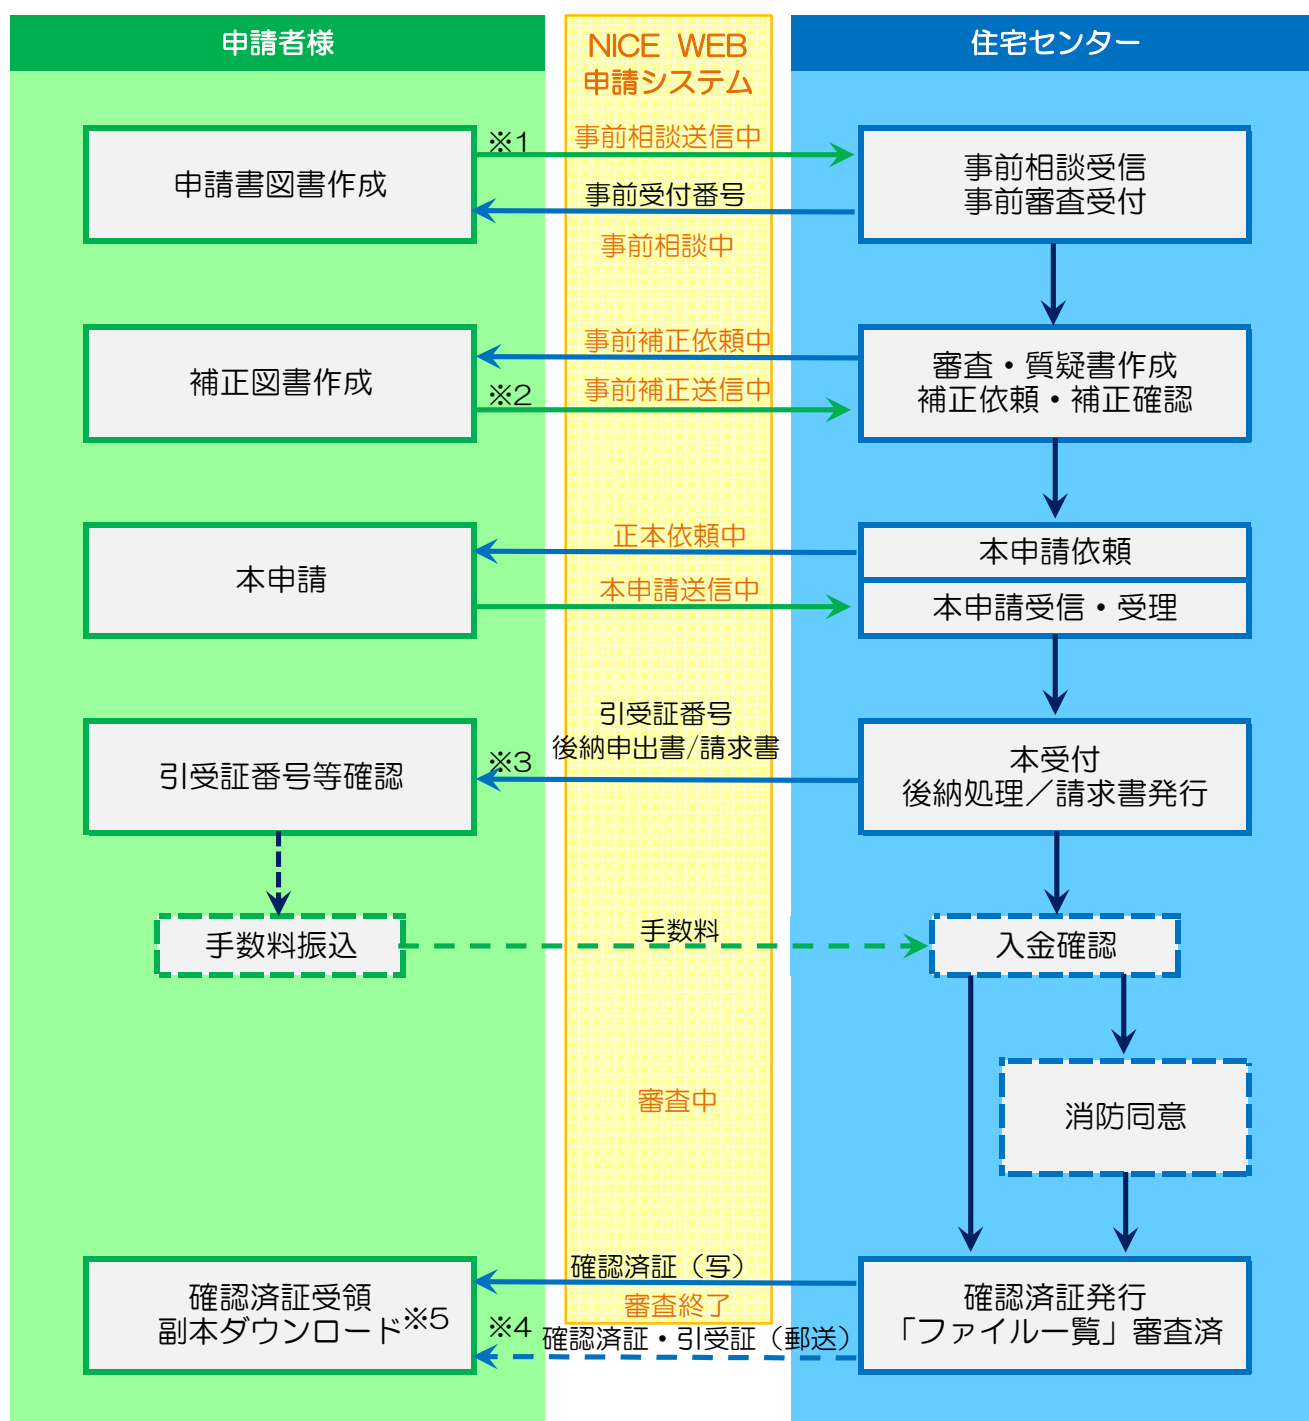 申請者様
NICE WEB
申請システム
住宅センター
申請書図書作成
※1
事前相談送信中
事前受付番号
事前相談中
事前相談受信
事前審査受付
補正図書作成
※2
事前補正依頼中
事前補正送信中
審査・質疑書作成
補正依頼・補正確認
本申請
正本依頼中
本申請送信中
本申請依頼
本申請受信・受理
引受証番号等確認
※3
引受証番号
後納申出書/請求書
本受付
後納処理／請求書発行
手数料振込
手数料
入金確認
審査中
消防同意
確認済証受領
副本ダウンロード※5
※4
確認済証（写）
審査終了
確認済証・引受証（郵送）
確認済証発行
「ファイル一覧」審査済